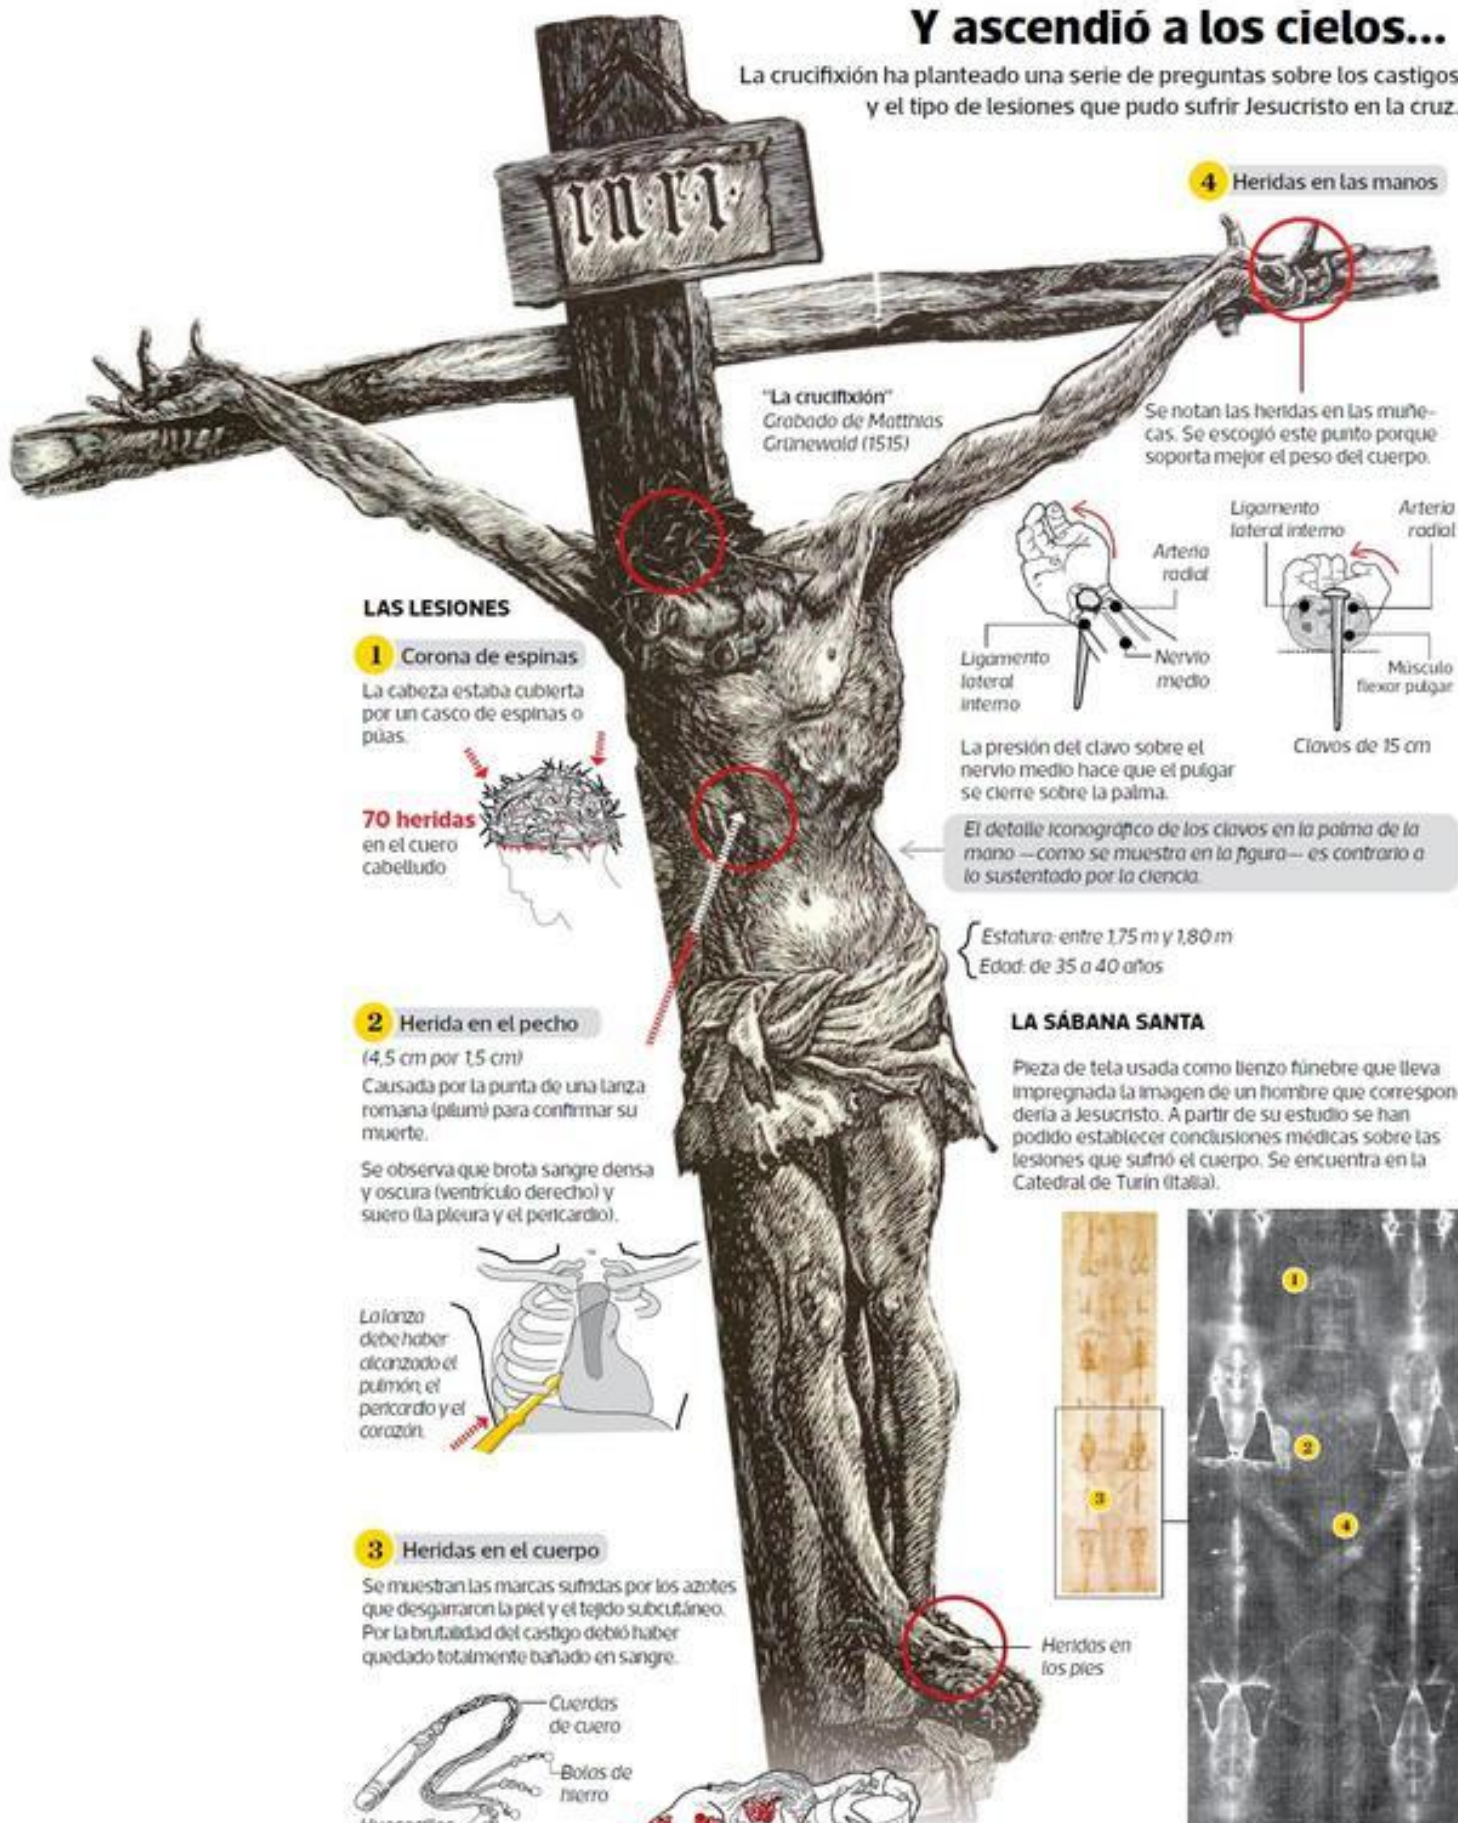 Y ascendió a los cielos...
La crucifixión ha planteado una serie de preguntas sobre los castigos
y el tipo de lesiones que pudo sufrir Jesucristo en la cruz.
I·N·R·I·
4 Heridas en las manos
"La crucifixión"
Grabado de Matthias
Grünewald (1515)
Se notan las heridas en las muñe-
cas. Se escogió este punto porque
soporta mejor el peso del cuerpo.
Arteria
radial
Ligamento
lateral
interno
Nervio
medio
Ligamento
lateral interno
Arteria
radial
Músculo
flexor pulgar
Clavos de 15 cm
La presión del clavo sobre el
nervio medio hace que el pulgar
se cierre sobre la palma.
El detalle iconográfico de los clavos en la palma de la
mano —como se muestra en la figura— es contrario a
lo sustentado por la ciencia.
Estatura: entre 1,75 m y 1,80 m
Edad: de 35 a 40 años
LAS LESIONES
1 Corona de espinas
La cabeza estaba cubierta
por un casco de espinas o
púas.
70 heridas
en el cuero
cabelludo
2 Herida en el pecho
(4,5 cm por 1,5 cm)
Causada por la punta de una lanza
romana (pilum) para confirmar su
muerte.
Se observa que brota sangre densa
y oscura (ventrículo derecho) y
suero (la pleura y el pericardio).
La lanza
debe haber
alcanzado el
pulmón, el
pericardio y el
corazón.
3 Heridas en el cuerpo
Se muestran las marcas sufridas por los azotes
que desgarraron la piel y el tejido subcutáneo.
Por la brutalidad del castigo debió haber
quedado totalmente bañado en sangre.
Cuerdas
de cuero
Bolas de
hierro
Heridas en
los pies
LA SÁBANA SANTA
Pieza de tela usada como lienzo fúnebre que lleva
impregnada la imagen de un hombre que correspon
dería a Jesucristo. A partir de su estudio se han
podido establecer conclusiones médicas sobre las
lesiones que sufrió el cuerpo. Se encuentra en la
Catedral de Turín (Italia).
1
2
3
4